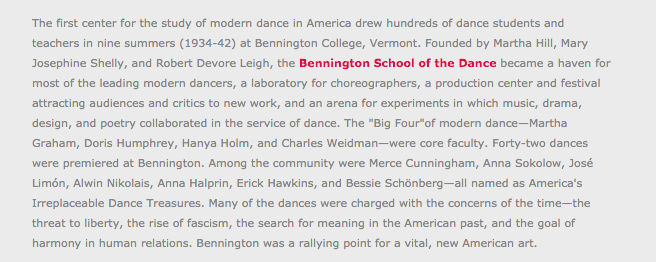 The first center for the study of modern dance in America drew hundreds of dance students and
teachers in nine summers (1934-42) at Bennington College, Vermont. Founded by Martha Hill, Mary
Josephine Shelly, and Robert Devore Leigh, the Bennington School of the Dance became a haven for
most of the leading modern dancers, a laboratory for choreographers, a production center and festival
attracting audiences and critics to new work, and an arena for experiments in which music, drama,
design, and poetry collaborated in the service of dance. The "Big Four"of modern dance—Martha
Graham, Doris Humphrey, Hanya Holm, and Charles Weidman—were core faculty. Forty-two dances
were premiered at Bennington. Among the community were Merce Cunningham, Anna Sokolow, José
Limón, Alwin Nikolais, Anna Halprin, Erick Hawkins, and Bessie Schönberg—all named as America's
Irreplaceable Dance Treasures. Many of the dances were charged with the concerns of the time—the
threat to liberty, the rise of fascism, the search for meaning in the American past, and the goal of
harmony in human relations. Bennington was a rallying point for a vital, new American art.